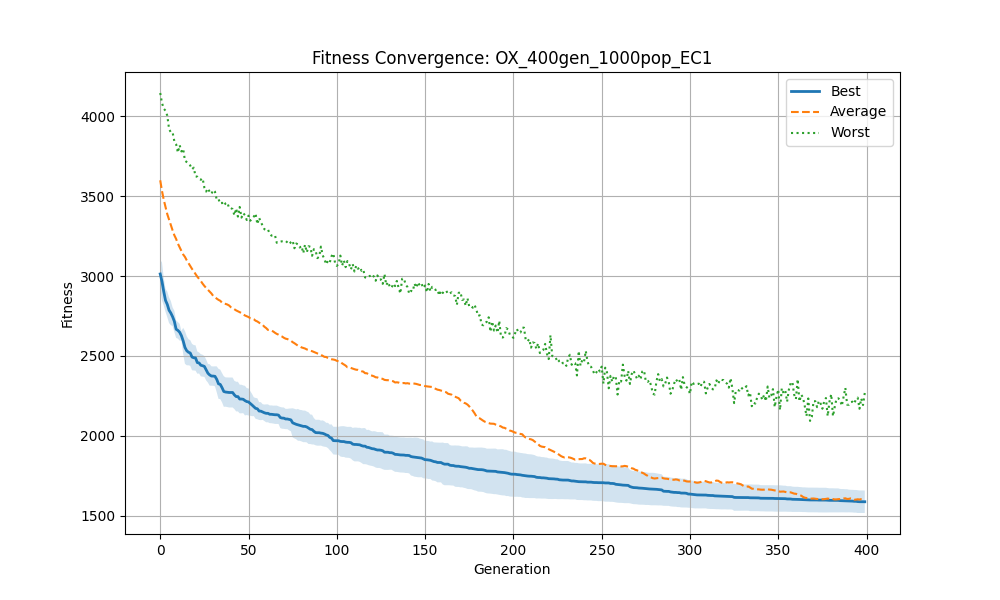 Fitness Convergence: OX_400gen_1000pop_EC1
Best
Average
Worst
4000
3500
3000
2500
2000
1500
Fitness
0 50 100 150 200 250 300 350 400
Generation